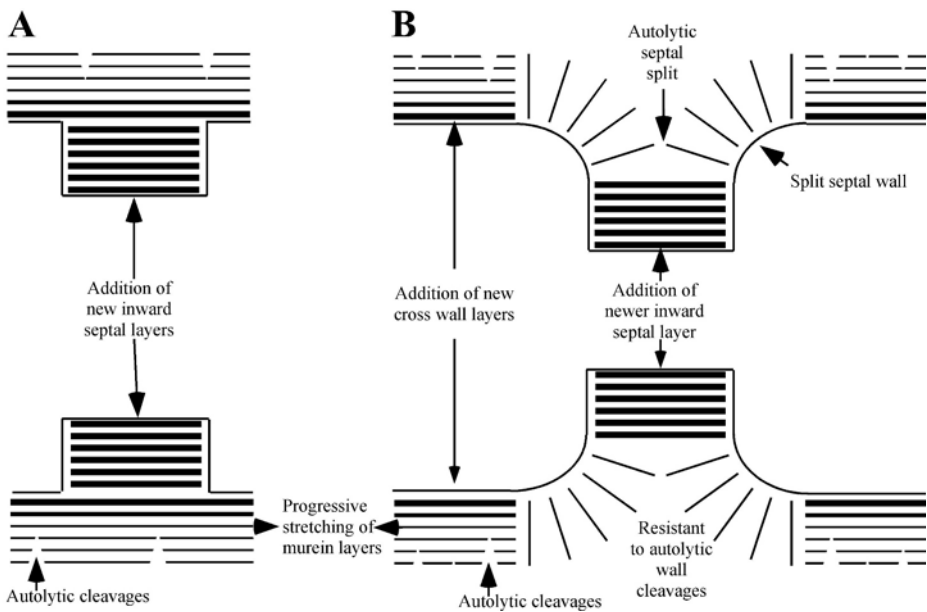 A
Addition of
new inward
septal layers
Progressive
stretching of
murein layers
Autolytic cleavages
B
Autolytic
septal
split
Split septal wall
Addition of new
cross wall layers
Addition of
newer inward
septal layer
Resistant
to autolytic
wall
cleavages
Autolytic cleavages